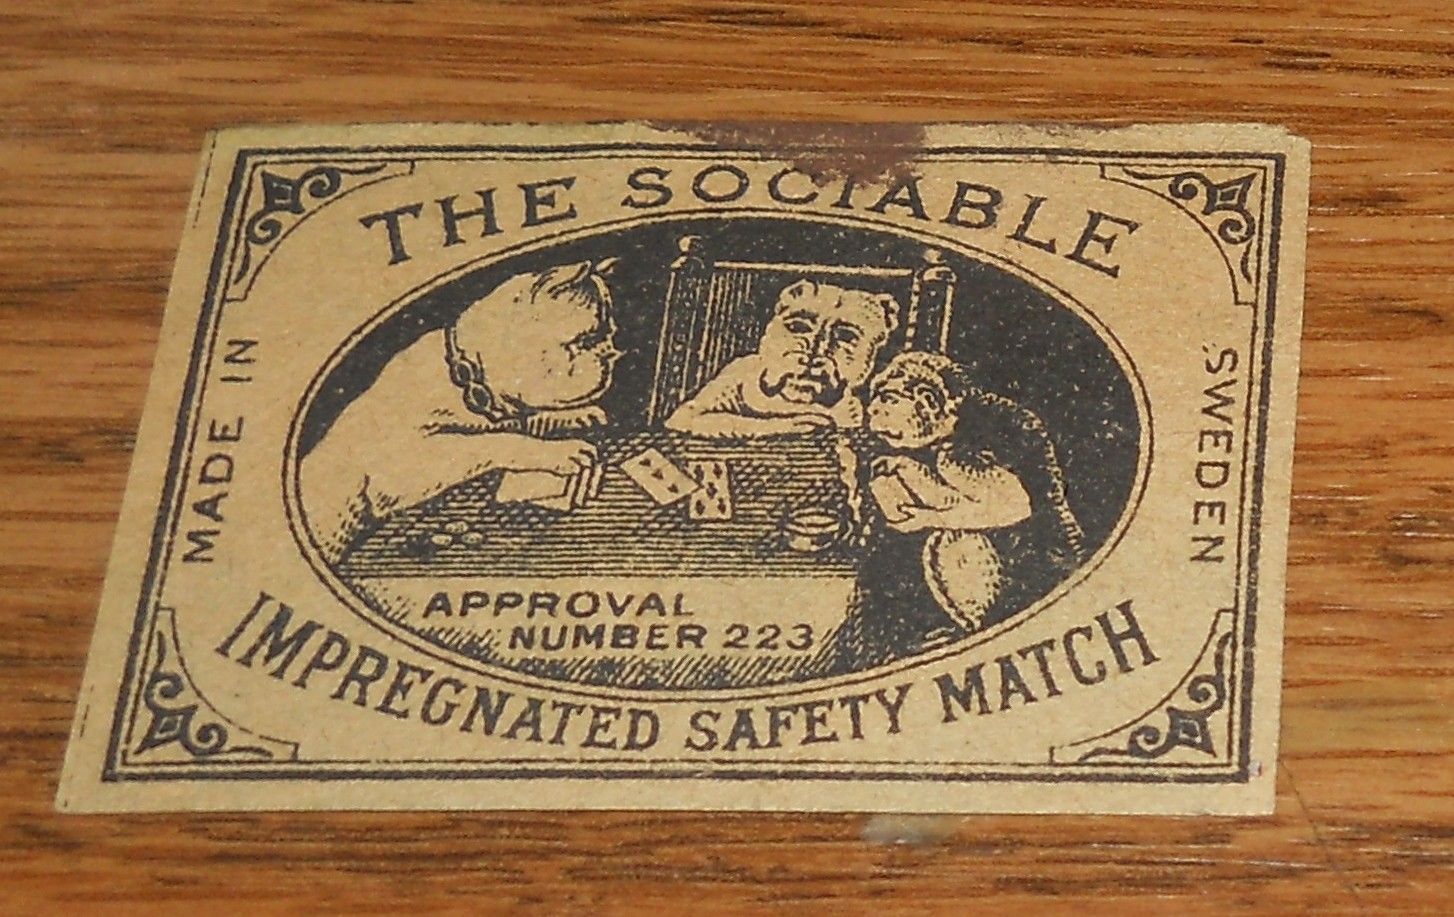 THE SOCIABLE
MADE IN
SWEDEN
APPROVAL
NUMBER 223
IMPREGNATED SAFETY MATCH